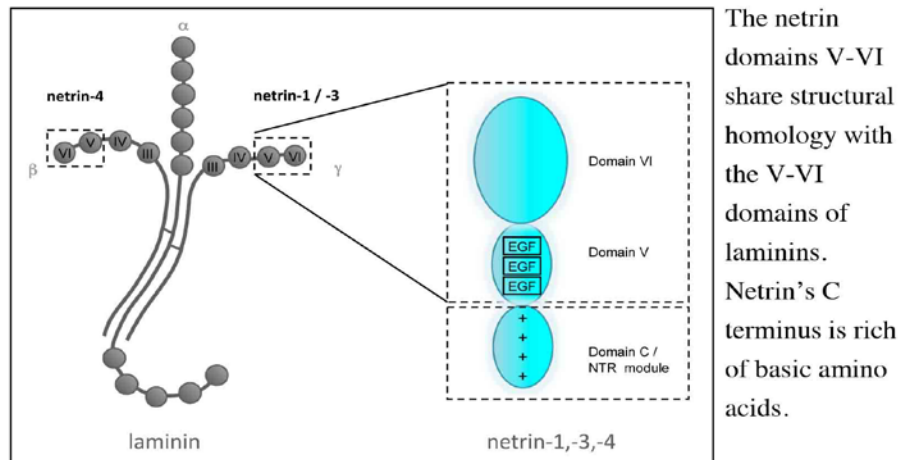 α
netrin-4
netrin-1 / -3
VI V IV III
III IV V VI
β
γ
laminin
Domain VI
Domain V
EGF
EGF
EGF
+
+
+
+
Domain C /
NTR module
netrin-1,-3,-4
The netrin
domains V-VI
share structural
homology with
the V-VI
domains of
laminins.
Netrin’s C
terminus is rich
of basic amino
acids.